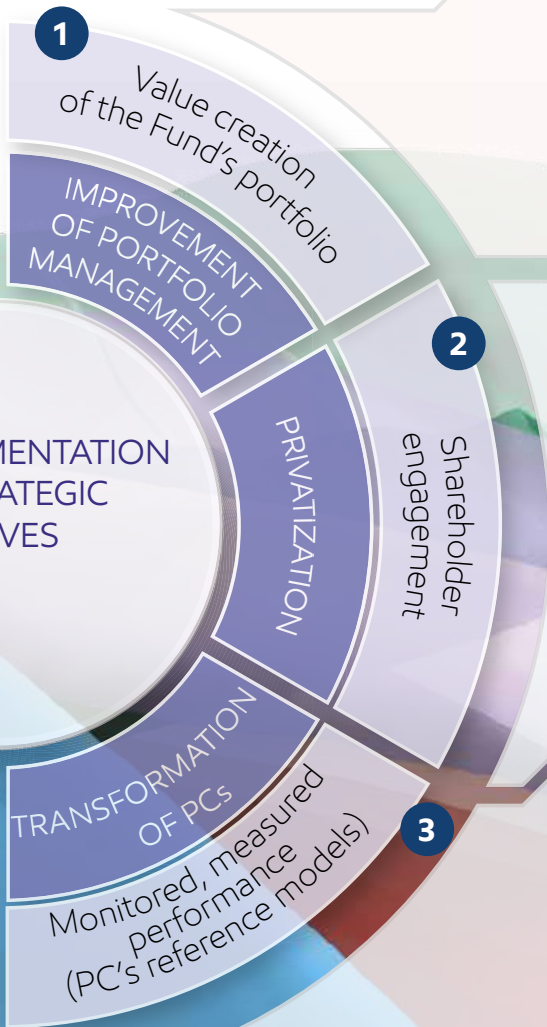 1
Value creation
of the Fund's portfolio
IMPROVEMENT
OF PORTFOLIO
MANAGEMENT
2
Shareholder
engagement
PRIVATIZATION
MENTATION
RATEGIC
VES
TRANSFORMATION
OF PCs
3
Monitored, measured
performance
(PC's reference models)